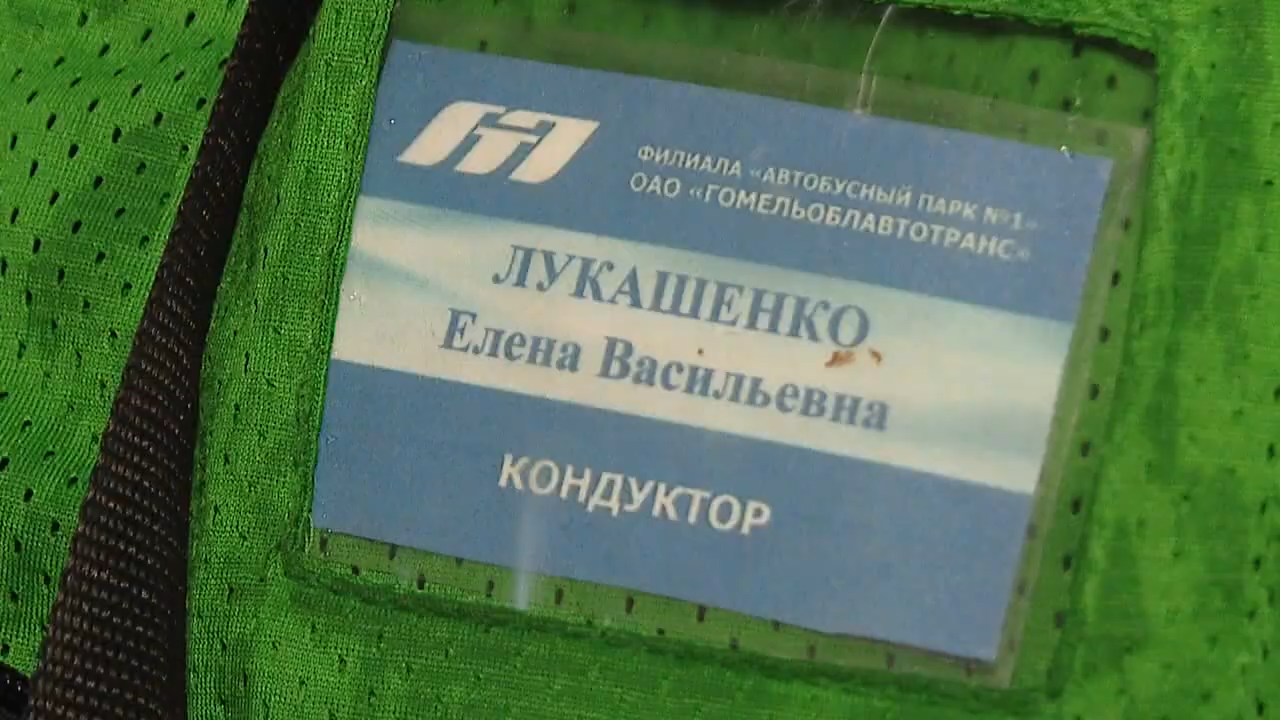 ФИЛИАЛА «АВТОБУСНЫЙ ПАРК №1»
ОАО «ГОМЕЛЬОБЛАВТОТРАНС»
ЛУКАШЕНКО
Елена Васильевна
КОНДУКТОР